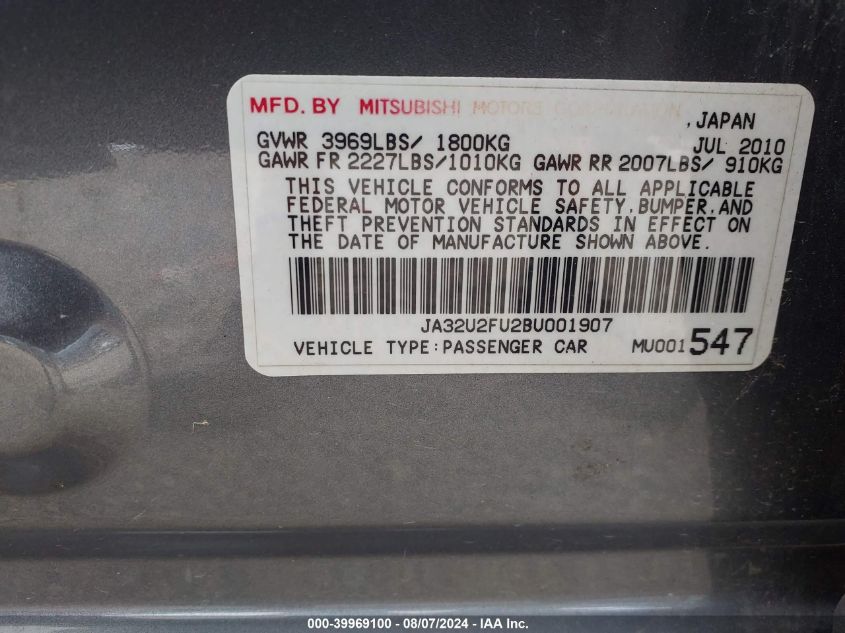 MFD. BY MITSUBISHI MOTORS CORPORATION ,JAPAN
GVWR 3969LBS/ 1800KG JUL 2010
GAWR FR 2227LBS/1010KG GAWR RR 2007LBS/ 910KG
THIS VEHICLE CONFORMS TO ALL APPLICABLE
FEDERAL MOTOR VEHICLE SAFETY,BUMPER,AND
THEFT PREVENTION STANDARDS IN EFFECT ON
THE DATE OF MANUFACTURE SHOWN ABOVE.
JA32U2FU2BU001907
VEHICLE TYPE:PASSENGER CAR MU001547
000-39969100 - 08/07/2024 - IAA Inc.